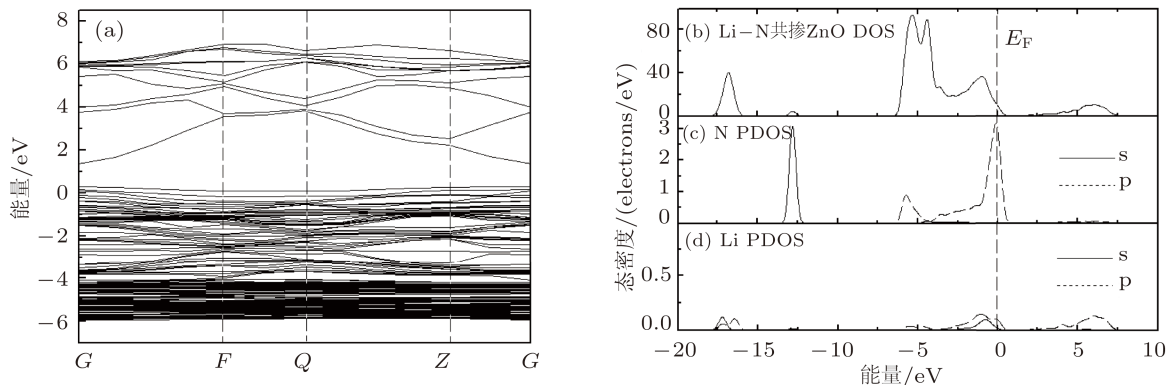 (a)
8
6
4
2
0
−2
−4
−6
能量/eV
G F Q Z G
(b) Li−N共掺ZnO DOS
E_F
80
40
0
(c) N PDOS
3
2
1
0
s
p
(d) Li PDOS
0.5
0.0
s
p
态密度/(electrons/eV)
−20 −15 −10 −5 0 5 10
能量/eV